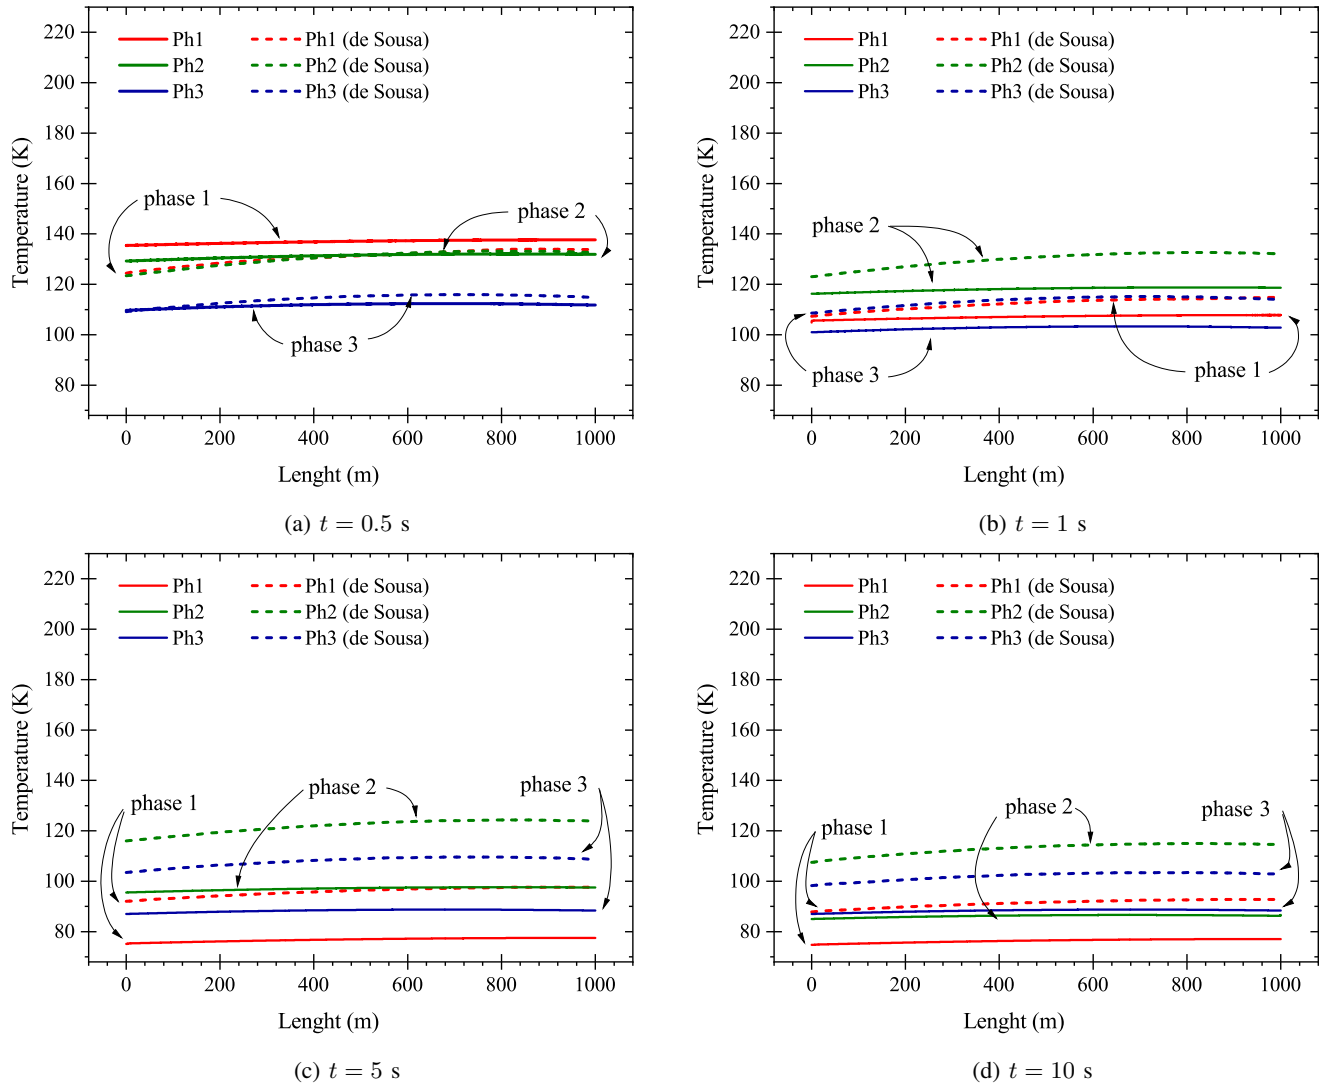 220
200
180
160
140
120
100
80
Temperature (K)
Ph1
Ph2
Ph3
Ph1 (de Sousa)
Ph2 (de Sousa)
Ph3 (de Sousa)
phase 1
phase 2
phase 3
0 200 400 600 800 1000
Lenght (m)
(a) t = 0.5 s
220
200
180
160
140
120
100
80
Temperature (K)
Ph1
Ph2
Ph3
Ph1 (de Sousa)
Ph2 (de Sousa)
Ph3 (de Sousa)
phase 2
phase 3
phase 1
0 200 400 600 800 1000
Lenght (m)
(b) t = 1 s
220
200
180
160
140
120
100
80
Temperature (K)
Ph1
Ph2
Ph3
Ph1 (de Sousa)
Ph2 (de Sousa)
Ph3 (de Sousa)
phase 1
phase 2
phase 3
0 200 400 600 800 1000
Lenght (m)
(c) t = 5 s
220
200
180
160
140
120
100
80
Temperature (K)
Ph1
Ph2
Ph3
Ph1 (de Sousa)
Ph2 (de Sousa)
Ph3 (de Sousa)
phase 1
phase 2
phase 3
0 200 400 600 800 1000
Lenght (m)
(d) t = 10 s